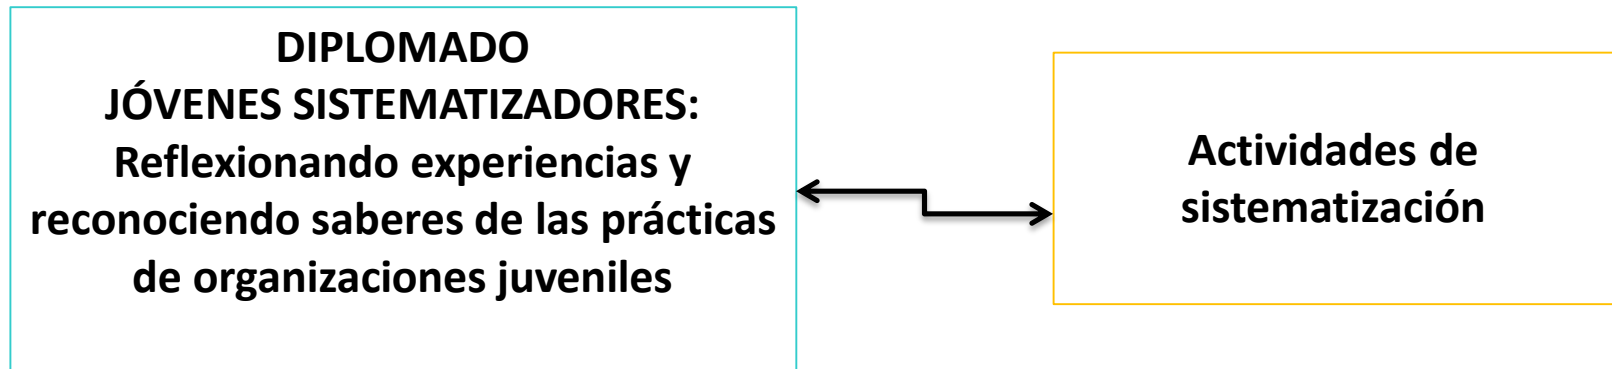 DIPLOMADO
JÓVENES SISTEMATIZADORES:
Reflexionando experiencias y
reconociendo saberes de las prácticas
de organizaciones juveniles
Actividades de
sistematización